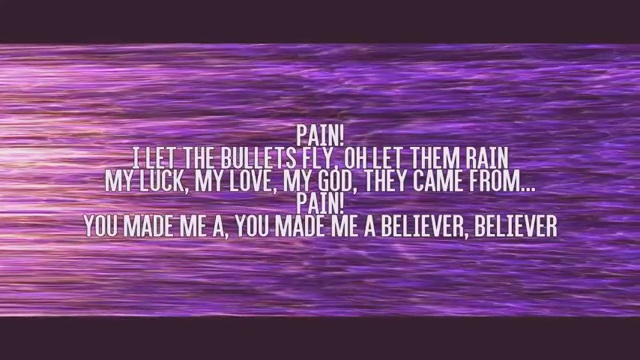 PAIN!
I LET THE BULLETS FLY, OH LET THEM RAIN
MY LUCK, MY LOVE, MY GOD, THEY CAME FROM...
PAIN!
YOU MADE ME A, YOU MADE ME A BELIEVER, BELIEVER